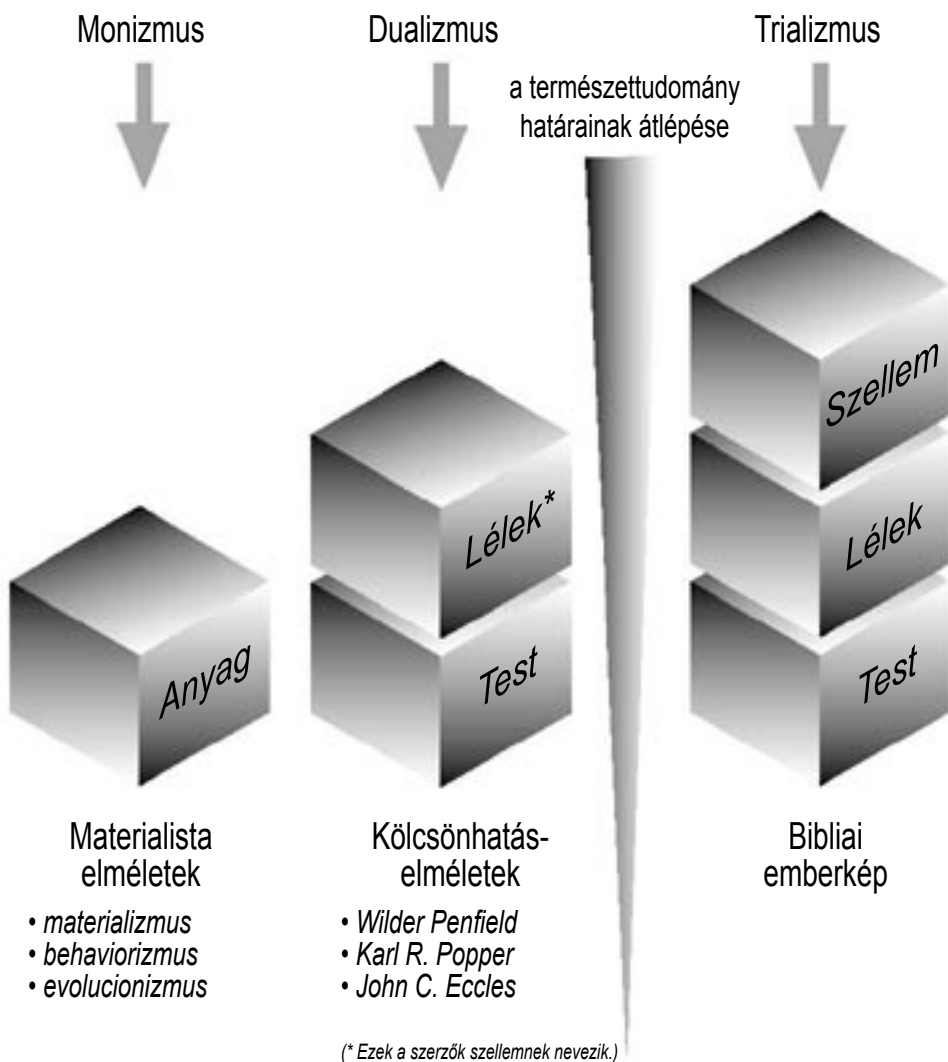 Monizmus
Dualizmus
Trializmus
a természettudomány
határainak átlépése
Anyag
Lélek*
Test
Szellem
Lélek
Test
Materialista
elméletek
• materializmus
• behaviorizmus
• evolucionizmus
Kölcsönhatás-
elméletek
• Wilder Penfield
• Karl R. Popper
• John C. Eccles
(* Ezek a szerzők szellemnek nevezik.)
Bibliai
emberkép